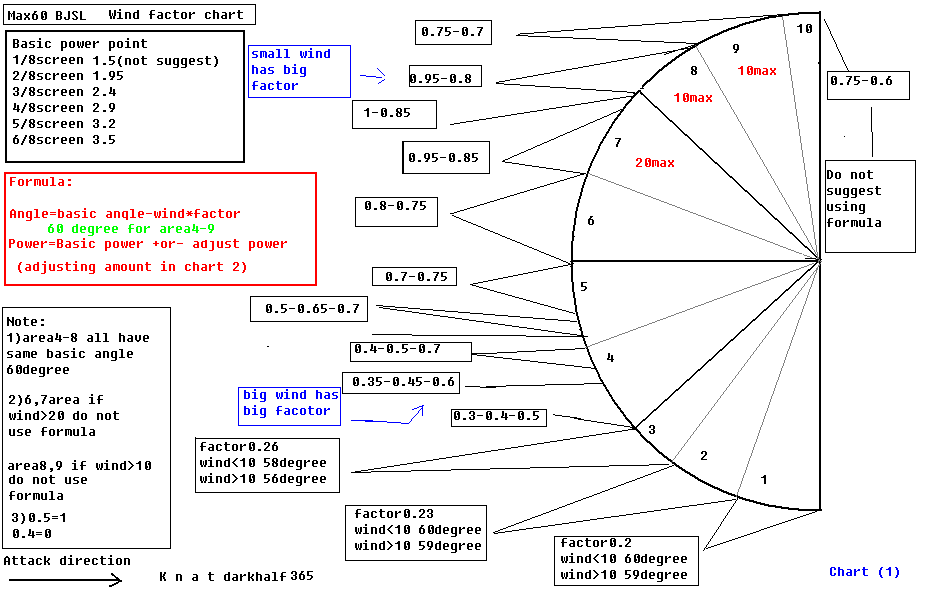 Max60 BJSL Wind factor chart
Basic power point
1/8screen 1.5(not suggest)
2/8screen 1.95
3/8screen 2.4
4/8screen 2.9
5/8screen 3.2
6/8screen 3.5
small wind
has big
factor
Formula:
Angle=basic anqle-wind*factor
60 degree for area4-9
Power=Basic power +or- adjust power
(adjusting amount in chart 2)
Note:
1)area4-8 all have
same basic angle
60degree
2)6,7area if
wind>20 do not
use formula
area8,9 if wind>10
do not use
formula
3)0.5=1
0.4=0
Attack direction
K n a t darkhalf365
0.75-0.7
0.95-0.8
1-0.85
0.95-0.85
0.8-0.75
0.7-0.75
0.5-0.65-0.7
0.4-0.5-0.7
0.35-0.45-0.6
big wind has
big facotor
0.3-0.4-0.5
factor0.26
wind<10 58degree
wind>10 56degree
factor0.23
wind<10 60degree
wind>10 59degree
factor0.2
wind<10 60degree
wind>10 59degree
10
9
10max
8
10max
7
20max
6
5
4
3
2
1
0.75-0.6
Do not
suggest
using
formula
Chart (1)